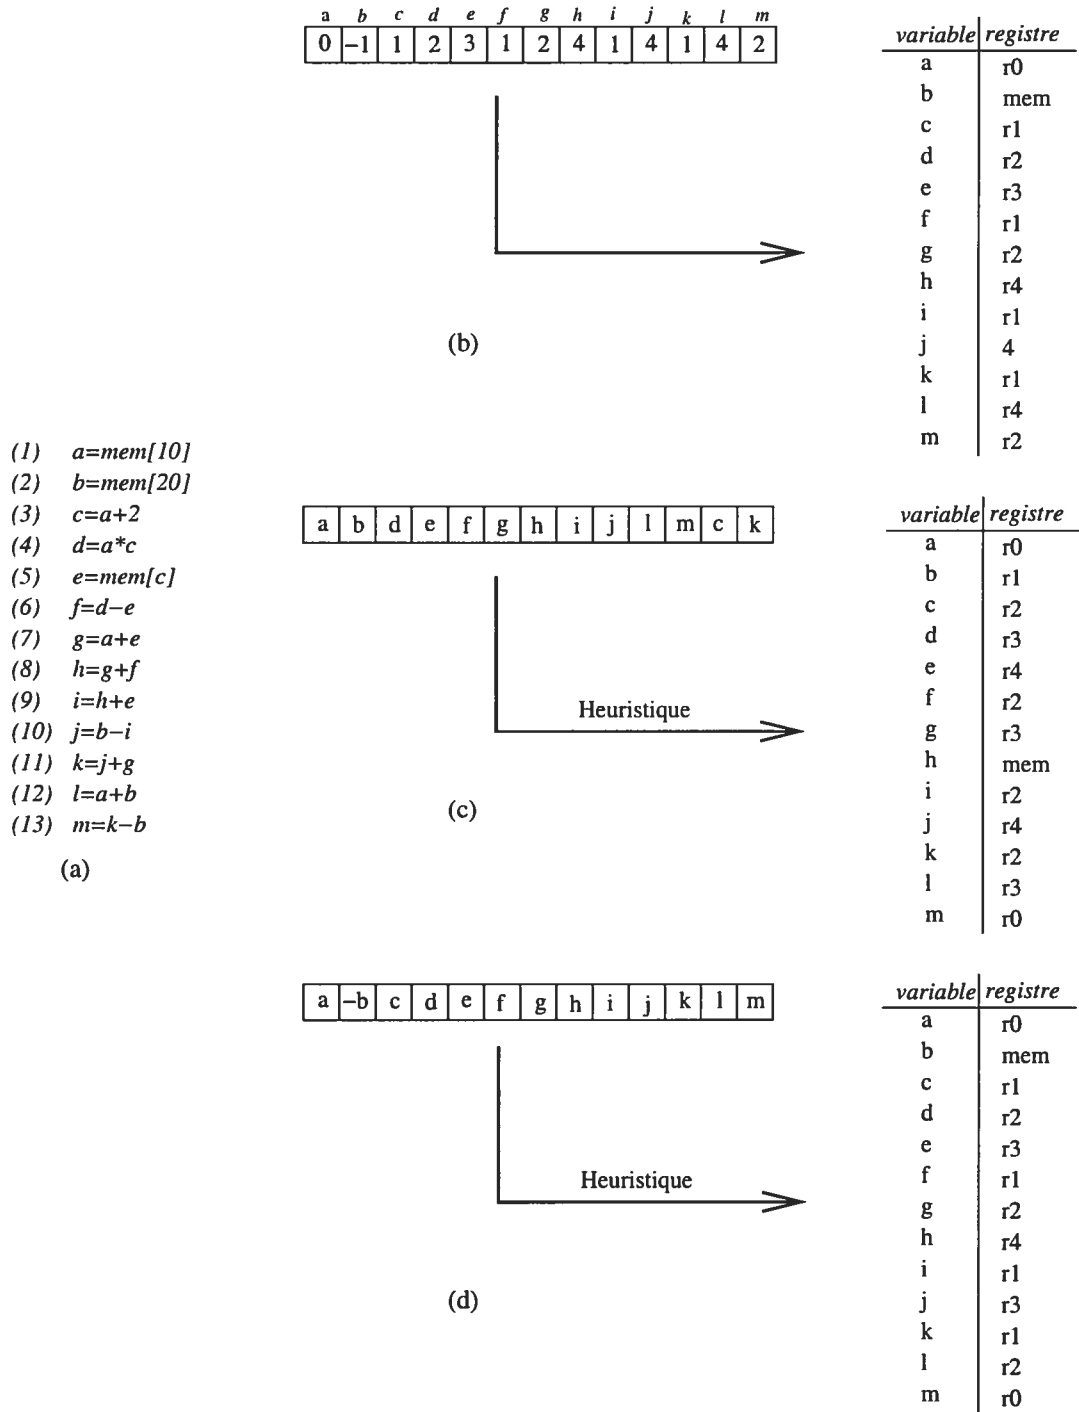 a b c d e f g h i j k l m
0 −1 1 2 3 1 2 4 1 4 1 4 2
variable registre
a r0
b mem
c r1
d r2
e r3
f r1
g r2
h r4
i r1
j 4
k r1
l r4
m r2
(b)
(1) a=mem[10]
(2) b=mem[20]
(3) c=a+2
(4) d=a*c
(5) e=mem[c]
(6) f=d−e
(7) g=a+e
(8) h=g+f
(9) i=h+e
(10) j=b−i
(11) k=j+g
(12) l=a+b
(13) m=k−b
(a)
a b d e f g h i j l m c k
variable registre
a r0
b r1
c r2
d r3
e r4
f r2
g r3
h mem
i r2
j r4
k r2
l r3
m r0
Heuristique
(c)
a −b c d e f g h i j k l m
variable registre
a r0
b mem
c r1
d r2
e r3
f r1
g r2
h r4
i r1
j r3
k r1
l r2
m r0
Heuristique
(d)